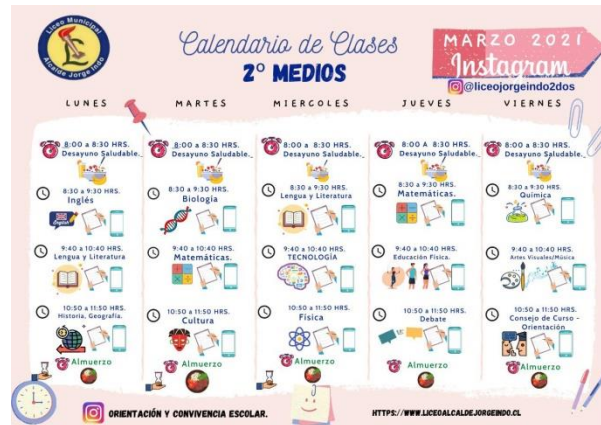 Liceo Municipal
Alcalde Jorge Indo
Calendario de Clases
2° MEDIOS
MARZO 2021
Instagram
@liceojorgeindo2dos
LUNES
MARTES
MIERCOLES
JUEVES
VIERNES
8:00 a 8:30 HRS.
Desayuno Saludable.
8:00 a 8:30 HRS.
Desayuno Saludable.
8:00 a 8:30 HRS.
Desayuno Saludable.
8:00 A 8:30 HRS.
Desayuno Saludable.
8:00 a 8:30 HRS.
Desayuno Saludable.
8:30 a 9:30 HRS.
Inglés
English
8:30 a 9:30 HRS.
Biología
8:30 a 9:30 HRS.
Lengua y Literatura
8:30 a 9:30 HRS.
Matemáticas.
8:30 a 9:30 HRS.
Química
9:40 a 10:40 HRS.
Lengua y Literatura
9:40 a 10:40 HRS.
Matemáticas.
9:40 a 10:40 HRS.
TECNOLOGÍA
9:40 a 10:40 HRS.
Educación Física.
9:40 a 10:40 HRS.
Artes Visuales/Música
10:50 a 11:50 HRS.
Historia, Geografía.
10:50 a 11:50 HRS.
Cultura
10:50 a 11:50 HRS.
Física
10:50 a 11:50 HRS.
Debate
10:50 a 11:50 HRS.
Consejo de Curso -
Orientación
Almuerzo
Almuerzo
Almuerzo
Almuerzo
Almuerzo
ORIENTACIÓN Y CONVIVENCIA ESCOLAR.
HTTPS://WWW.LICEOALCALDEJORGEINDO.CL